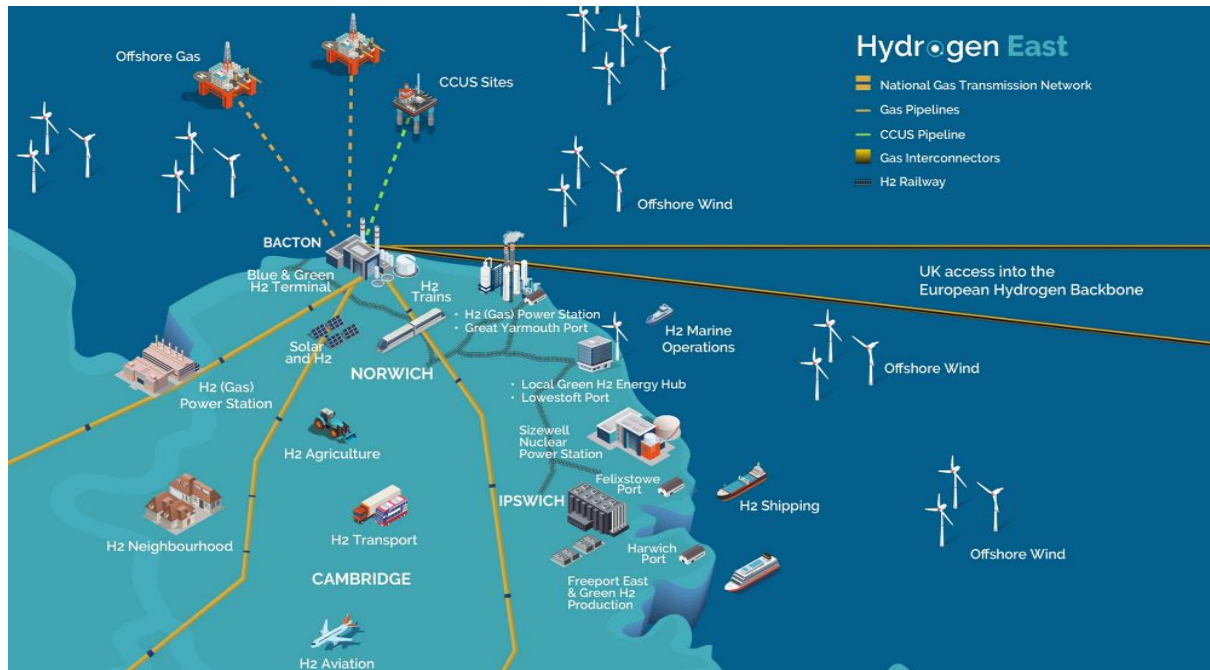 Hydrogen East
National Gas Transmission Network
Gas Pipelines
CCUS Pipeline
Gas Interconnectors
H2 Railway
Offshore Gas
CCUS Sites
Offshore Wind
BACTON
Blue & Green
H2 Terminal
H2
Trains
• H2 (Gas) Power Station
• Great Yarmouth Port
UK access into the
European Hydrogen Backbone
H2 Marine
Operations
Solar
and H2
NORWICH
H2 (Gas)
Power Station
Offshore Wind
• Local Green H2 Energy Hub
• Lowestoft Port
Sizewell
Nuclear
Power Station
H2 Agriculture
Felixstowe
Port
IPSWICH
H2 Shipping
H2 Neighbourhood
H2 Transport
Harwich
Port
Offshore Wind
CAMBRIDGE
Freeport East
& Green H2
Production
H2 Aviation